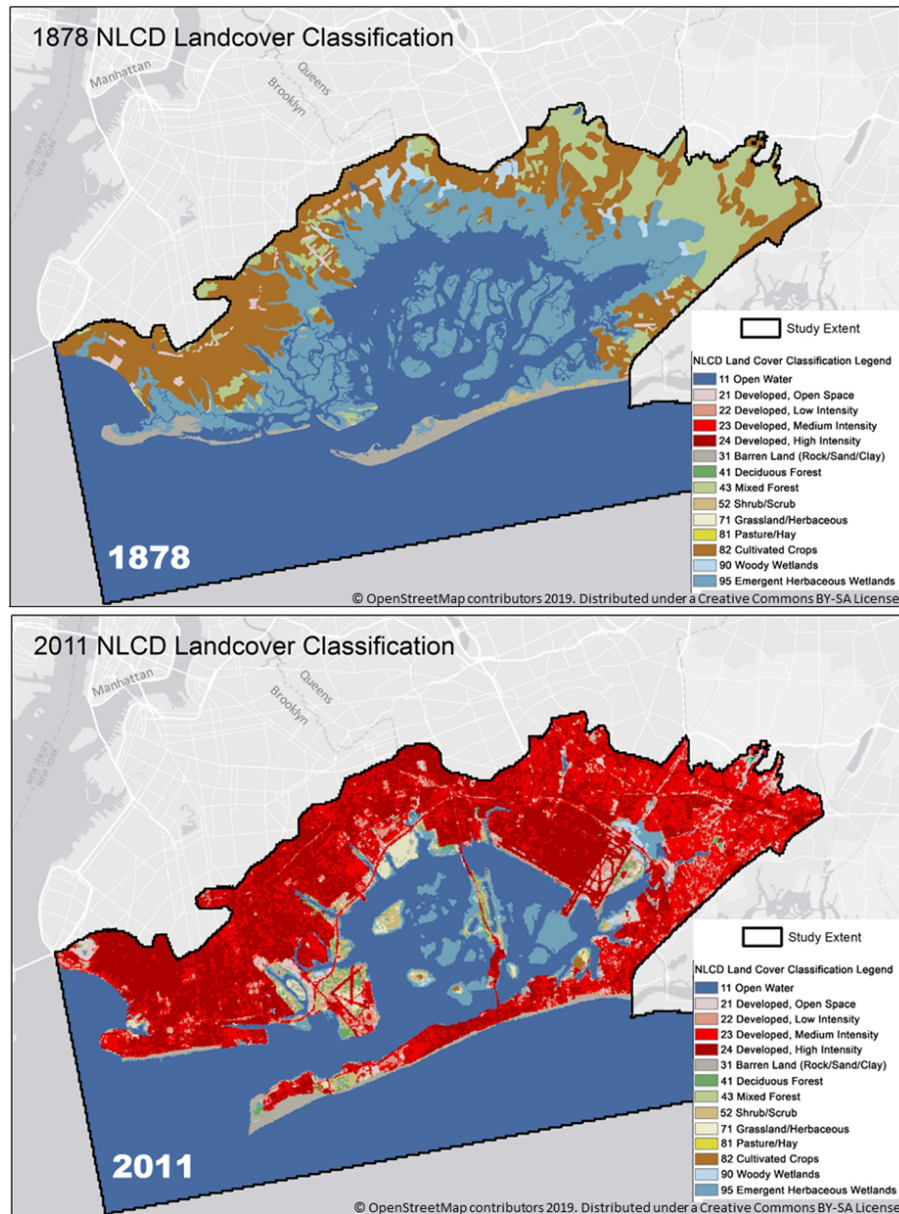 1878 NLCD Landcover Classification
Manhattan
Queens
Brooklyn
NEW JERSEY
NEW YORK
Study Extent
NLCD Land Cover Classification Legend
11 Open Water
21 Developed, Open Space
22 Developed, Low Intensity
23 Developed, Medium Intensity
24 Developed, High Intensity
31 Barren Land (Rock/Sand/Clay)
41 Deciduous Forest
43 Mixed Forest
52 Shrub/Scrub
71 Grassland/Herbaceous
81 Pasture/Hay
82 Cultivated Crops
90 Woody Wetlands
95 Emergent Herbaceous Wetlands
1878
© OpenStreetMap contributors 2019. Distributed under a Creative Commons BY-SA License
2011 NLCD Landcover Classification
Manhattan
Queens
Brooklyn
NEW JERSEY
NEW YORK
Study Extent
NLCD Land Cover Classification Legend
11 Open Water
21 Developed, Open Space
22 Developed, Low Intensity
23 Developed, Medium Intensity
24 Developed, High Intensity
31 Barren Land (Rock/Sand/Clay)
41 Deciduous Forest
43 Mixed Forest
52 Shrub/Scrub
71 Grassland/Herbaceous
81 Pasture/Hay
82 Cultivated Crops
90 Woody Wetlands
95 Emergent Herbaceous Wetlands
2011
© OpenStreetMap contributors 2019. Distributed under a Creative Commons BY-SA License